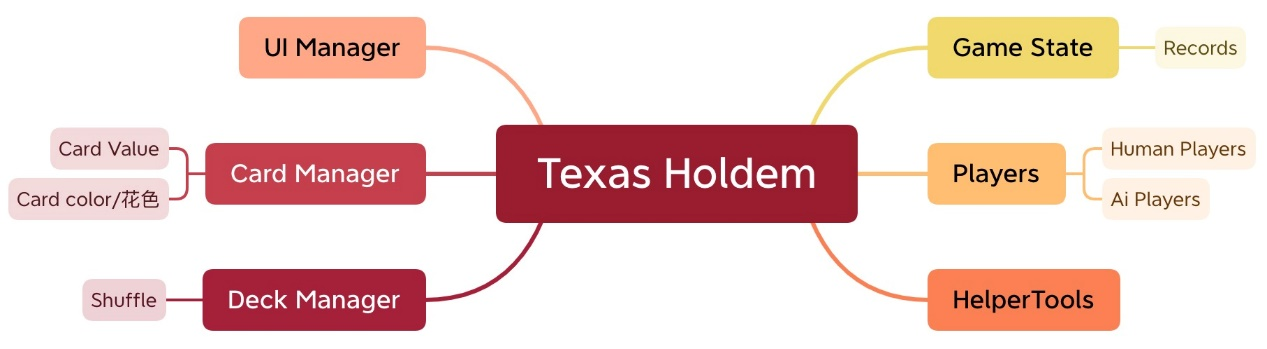 UI Manager
Card Manager
Card Value
Card color/花色
Deck Manager
Shuffle
Texas Holdem
Game State
Records
Players
Human Players
Ai Players
HelperTools